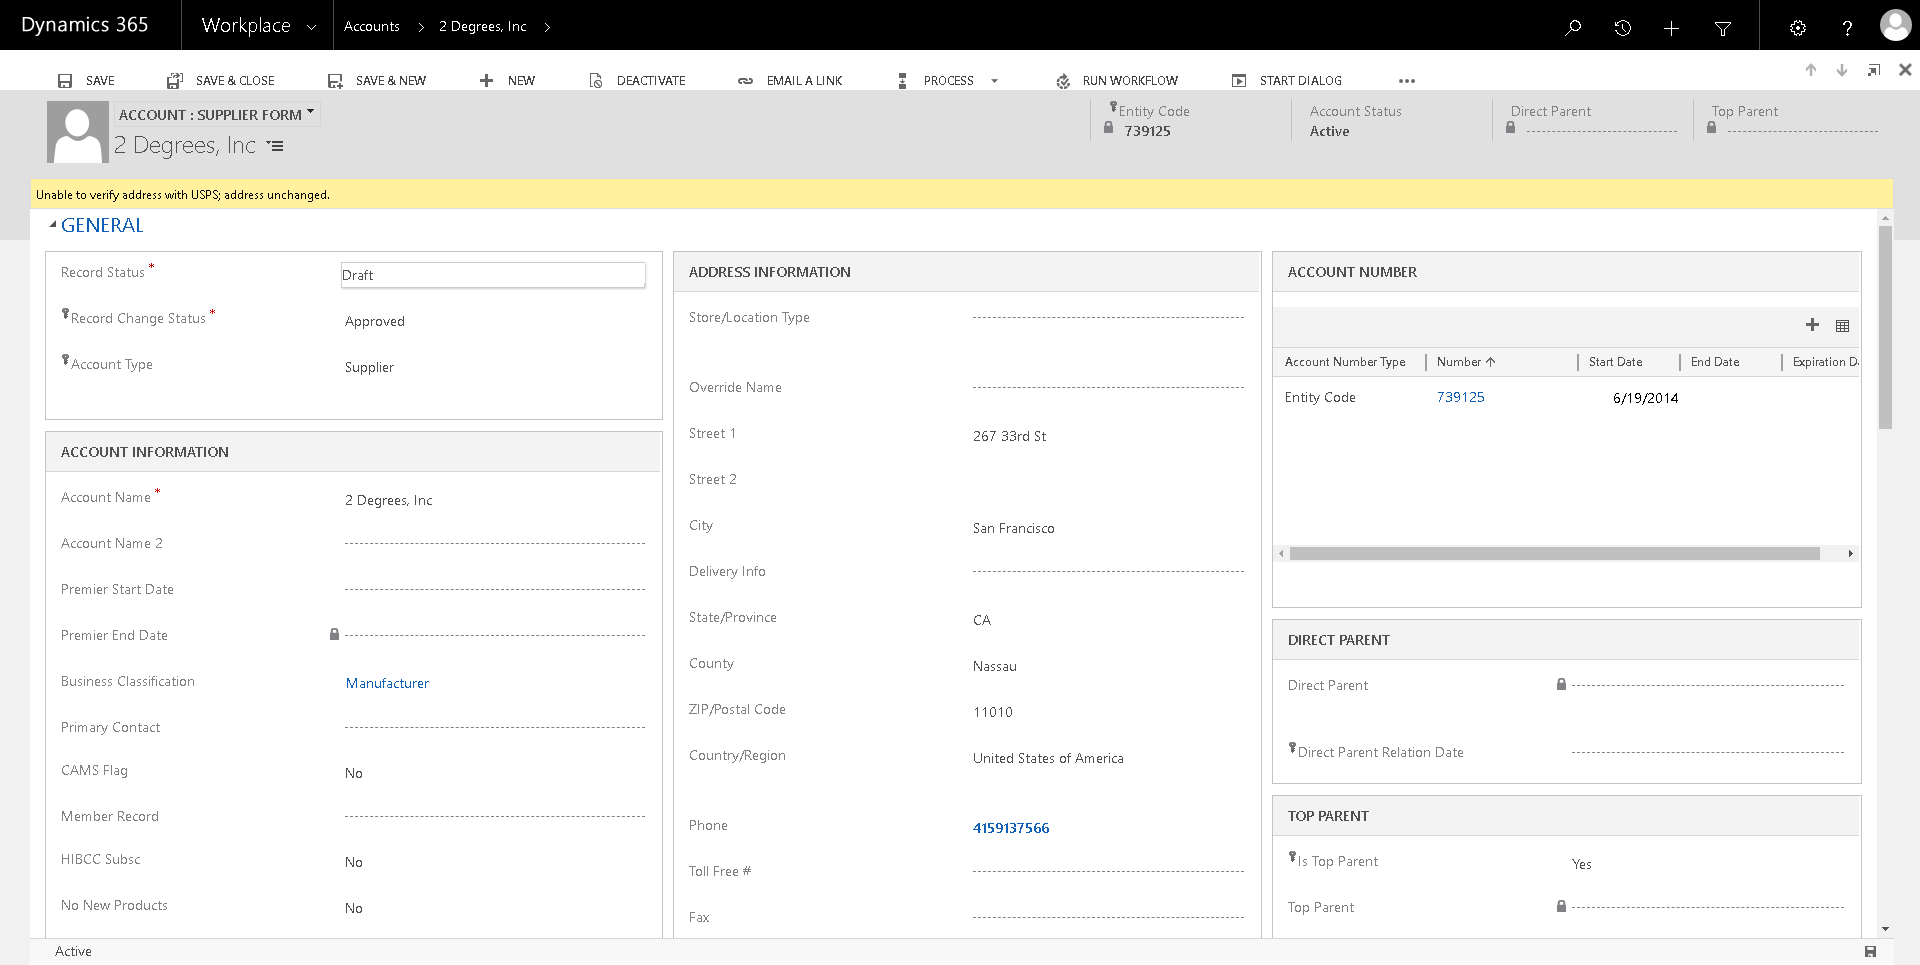 Dynamics 365 Workplace Accounts 2 Degrees, Inc
SAVE SAVE & CLOSE SAVE & NEW NEW DEACTIVATE EMAIL A LINK PROCESS RUN WORKFLOW START DIALOG
ACCOUNT : SUPPLIER FORM
2 Degrees, Inc
Entity Code
739125
Account Status
Active
Direct Parent
Top Parent
Unable to verify address with USPS; address unchanged.
GENERAL
Record Status * Draft
Record Change Status * Approved
Account Type Supplier
ACCOUNT INFORMATION
Account Name * 2 Degrees, Inc
Account Name 2
Premier Start Date
Premier End Date
Business Classification Manufacturer
Primary Contact
CAMS Flag No
Member Record
HIBCC Subsc No
No New Products No
ADDRESS INFORMATION
Store/Location Type
Override Name
Street 1 267 33rd St
Street 2
City San Francisco
Delivery Info
State/Province CA
County Nassau
ZIP/Postal Code 11010
Country/Region United States of America
Phone 4159137566
Toll Free #
Fax
ACCOUNT NUMBER
Account Number Type Number Start Date End Date Expiration D
Entity Code 739125 6/19/2014
DIRECT PARENT
Direct Parent
Direct Parent Relation Date
TOP PARENT
Is Top Parent Yes
Top Parent
Active